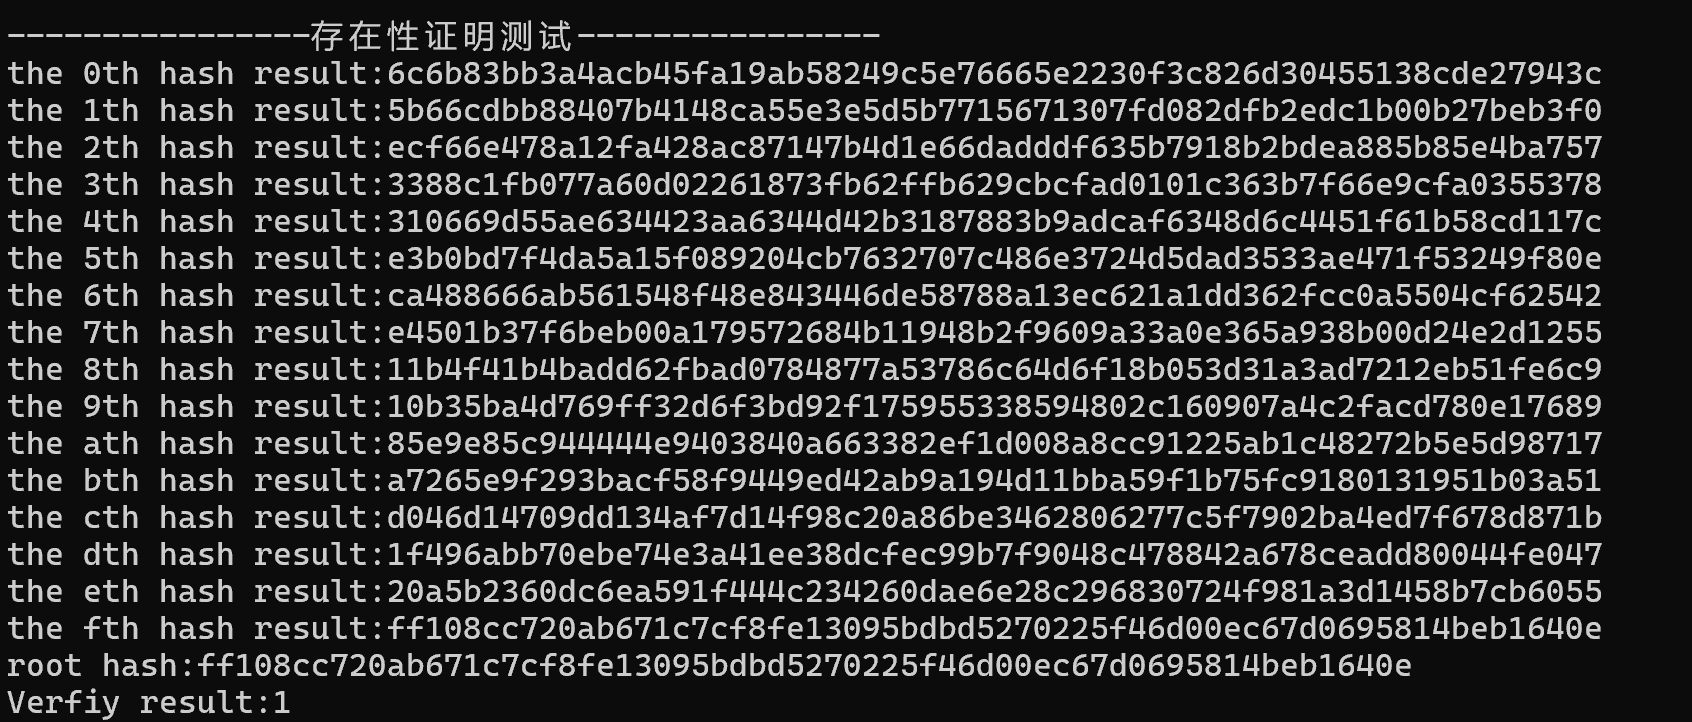 ----------------存在性证明测试----------------
the 0th hash result:6c6b83bb3a4acb45fa19ab58249c5e76665e2230f3c826d30455138cde27943c
the 1th hash result:5b66cdbb88407b4148ca55e3e5d5b7715671307fd082dfb2edc1b00b27beb3f0
the 2th hash result:ecf66e478a12fa428ac87147b4d1e66dadddf635b7918b2bdea885b85e4ba757
the 3th hash result:3388c1fb077a60d02261873fb62ffb629cbcfad0101c363b7f66e9cfa0355378
the 4th hash result:310669d55ae634423aa6344d42b3187883b9adcaf6348d6c4451f61b58cd117c
the 5th hash result:e3b0bd7f4da5a15f089204cb7632707c486e3724d5dad3533ae471f53249f80e
the 6th hash result:ca488666ab561548f48e843446de58788a13ec621a1dd362fcc0a5504cf62542
the 7th hash result:e4501b37f6beb00a179572684b11948b2f9609a33a0e365a938b00d24e2d1255
the 8th hash result:11b4f41b4badd62fbad0784877a53786c64d6f18b053d31a3ad7212eb51fe6c9
the 9th hash result:10b35ba4d769ff32d6f3bd92f175955338594802c160907a4c2facd780e17689
the ath hash result:85e9e85c944444e9403840a663382ef1d008a8cc91225ab1c48272b5e5d98717
the bth hash result:a7265e9f293bacf58f9449ed42ab9a194d11bba59f1b75fc9180131951b03a51
the cth hash result:d046d14709dd134af7d14f98c20a86be3462806277c5f7902ba4ed7f678d871b
the dth hash result:1f496abb70ebe74e3a41ee38dcfec99b7f9048c478842a678ceadd80044fe047
the eth hash result:20a5b2360dc6ea591f444c234260dae6e28c296830724f981a3d1458b7cb6055
the fth hash result:ff108cc720ab671c7cf8fe13095bdbd5270225f46d00ec67d0695814beb1640e
root hash:ff108cc720ab671c7cf8fe13095bdbd5270225f46d00ec67d0695814beb1640e
Verfiy result:1